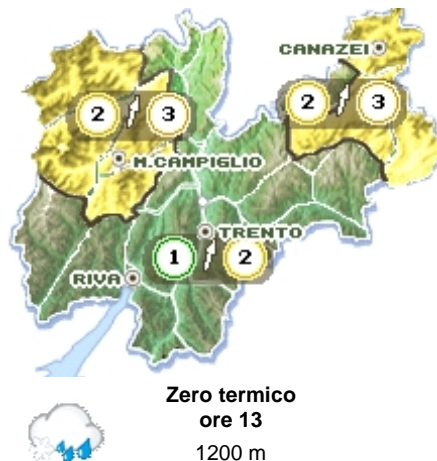 CANAZEI
2 3
2 3
M.CAMPIGLIO
TRENTO
1 2
RIVA
Zero termico
ore 13
1200 m